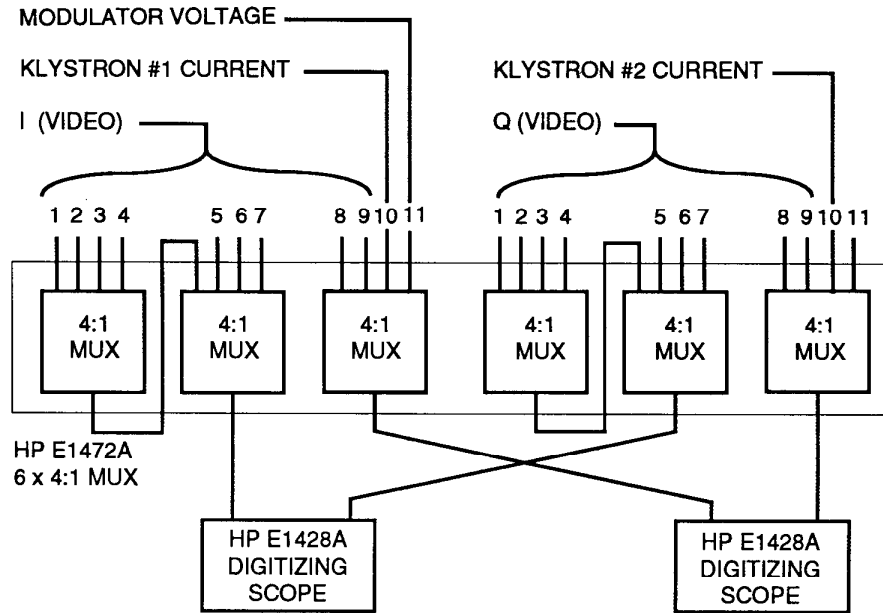 MODULATOR VOLTAGE
KLYSTRON #1 CURRENT
KLYSTRON #2 CURRENT
I (VIDEO)
Q (VIDEO)
1 2 3 4 5 6 7 8 9 10 11
1 2 3 4 5 6 7 8 9 10 11
4:1
MUX
4:1
MUX
4:1
MUX
4:1
MUX
4:1
MUX
4:1
MUX
HP E1472A
6 x 4:1 MUX
HP E1428A
DIGITIZING
SCOPE
HP E1428A
DIGITIZING
SCOPE